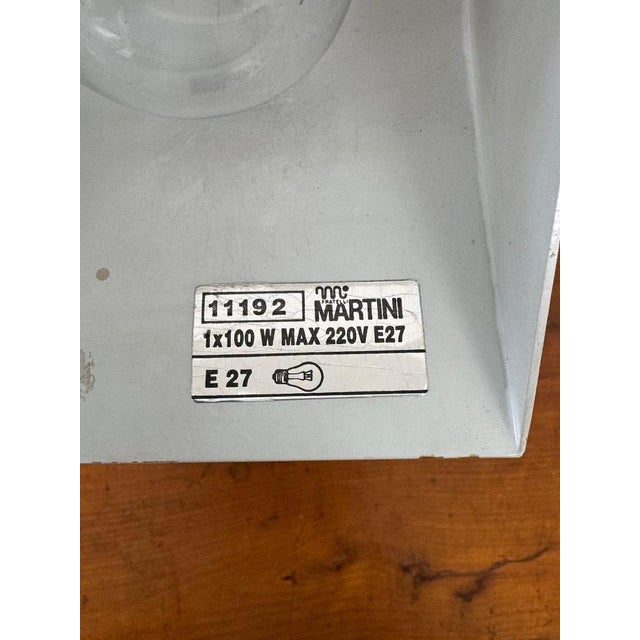 11192
FRATELLI
MARTINI
1x100 W MAX 220V E27
E 27